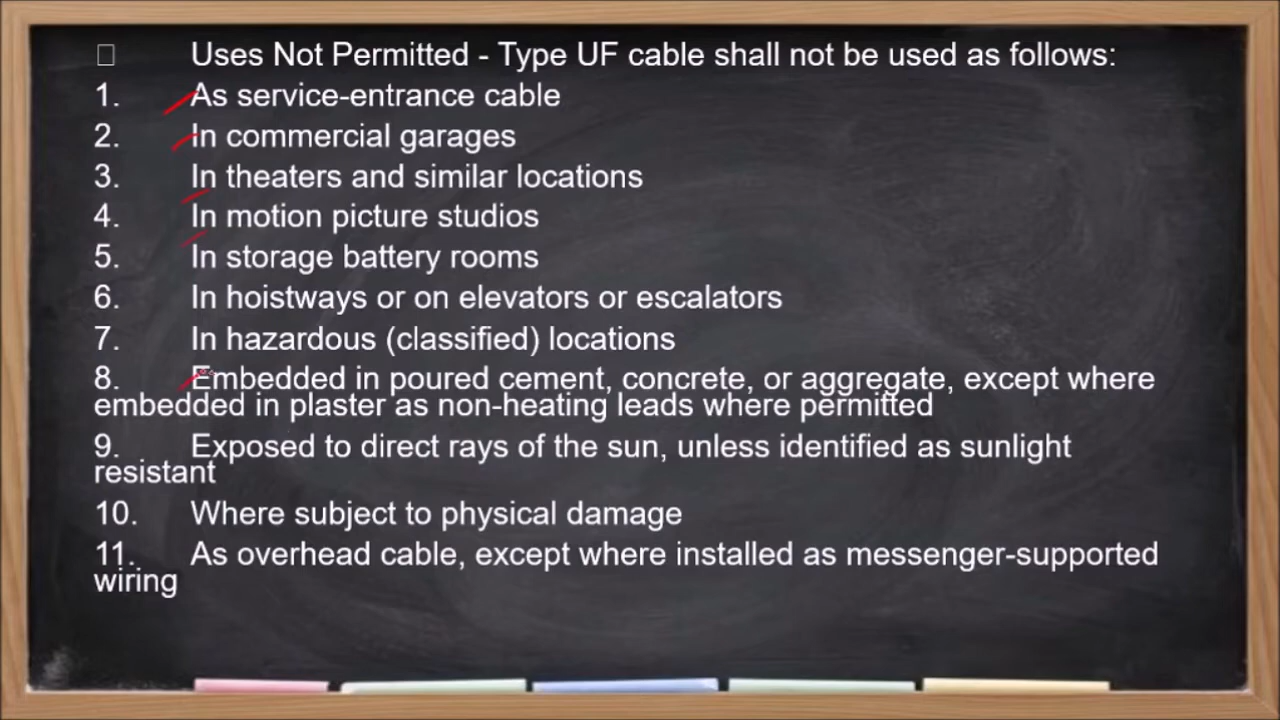 Uses Not Permitted - Type UF cable shall not be used as follows:
1. As service-entrance cable
2. In commercial garages
3. In theaters and similar locations
4. In motion picture studios
5. In storage battery rooms
6. In hoistways or on elevators or escalators
7. In hazardous (classified) locations
8. Embedded in poured cement, concrete, or aggregate, except where
embedded in plaster as non-heating leads where permitted
9. Exposed to direct rays of the sun, unless identified as sunlight
resistant
10. Where subject to physical damage
11. As overhead cable, except where installed as messenger-supported
wiring